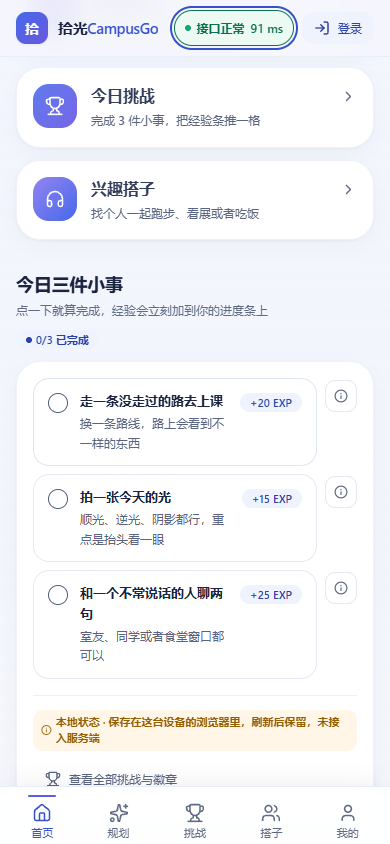 拾 拾光CampusGo 接口正常 91 ms 登录
今日挑战
完成 3 件小事，把经验条推一格
兴趣搭子
找个人一起跑步、看展或者吃饭
今日三件小事
点一下就算完成，经验会立刻加到你的进度条上
0/3 已完成
走一条没走过的路去上课 +20 EXP
换一条路线，路上会看到不
一样的东西
拍一张今天的光 +15 EXP
顺光、逆光、阴影都行，重
点是抬头看一眼
和一个不常说话的人聊两 +25 EXP
句
室友、同学或者食堂窗口都
可以
本地状态 · 保存在这台设备的浏览器里，刷新后保留，未接
入服务端
查看全部挑战与徽章
首页 规划 挑战 搭子 我的